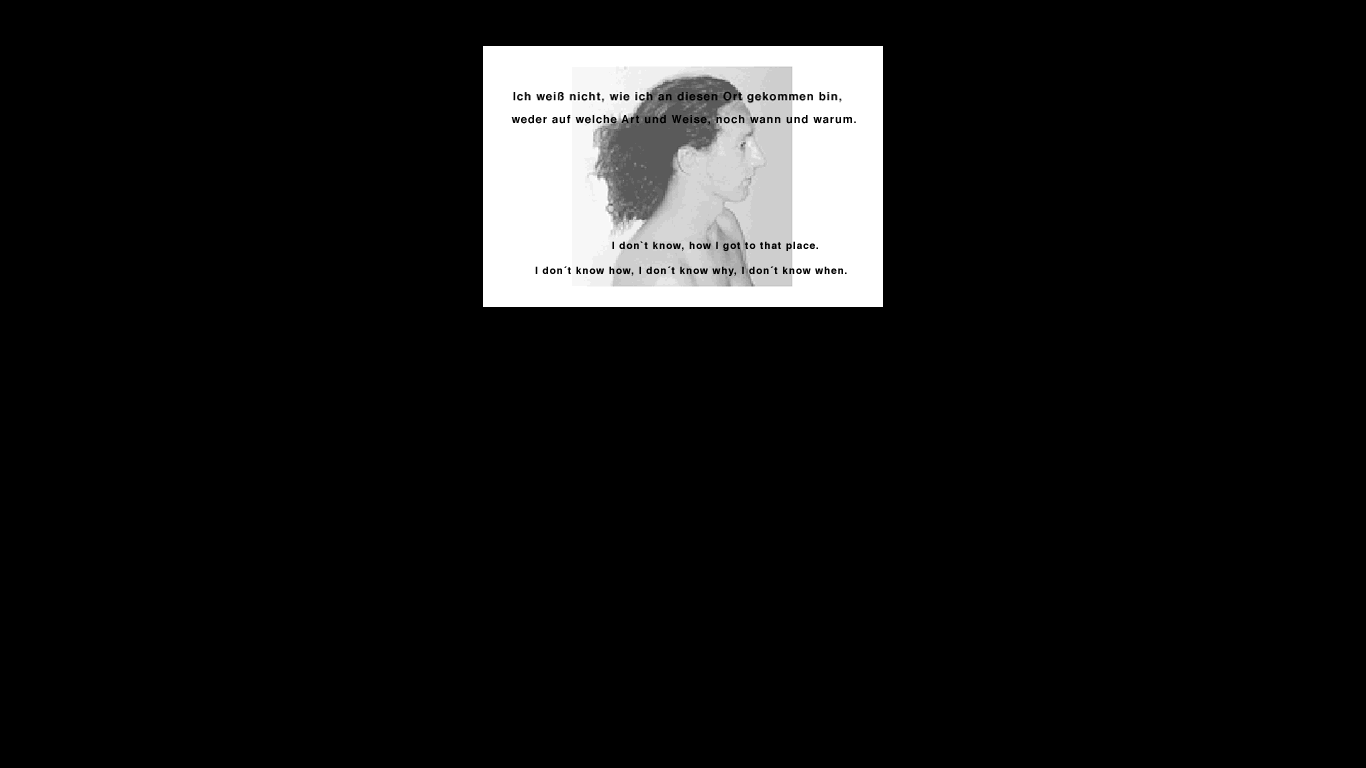 Ich weiß nicht, wie ich an diesen Ort gekommen bin,
weder auf welche Art und Weise, noch wann und warum.
I don`t know, how I got to that place.
I don´t know how, I don´t know why, I don´t know when.